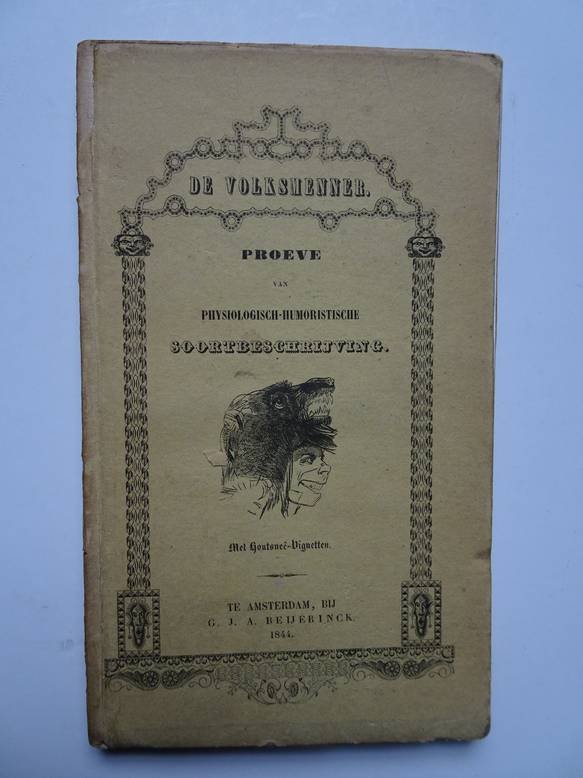 DE VOLKSMENNER.
PROEVE
VAN
PHYSIOLOGISCH-HUMORISTISCHE
SOORTBESCHRIJVING.
Met Houtsneê-Vignetten.
TE AMSTERDAM, BIJ
G. J. A. BEIJERINCK
1844.